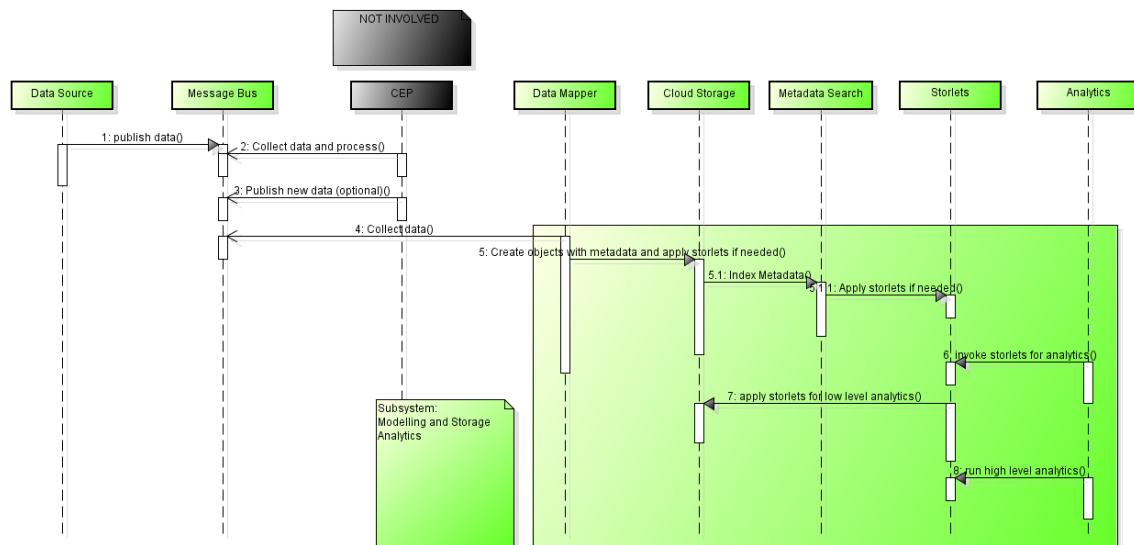 NOT INVOLVED
Data Source
Message Bus
CEP
Data Mapper
Cloud Storage
Metadata Search
Storlets
Analytics
1: publish data()
2: Collect data and process()
3: Publish new data (optional)()
4: Collect data()
5: Create objects with metadata and apply storlets if needed()
5.1: Index Metadata()
5.1.1: Apply storlets if needed()
6: invoke storlets for analytics()
7: apply storlets for low level analytics()
Subsystem:
Modelling and Storage
Analytics
8: run high level analytics()